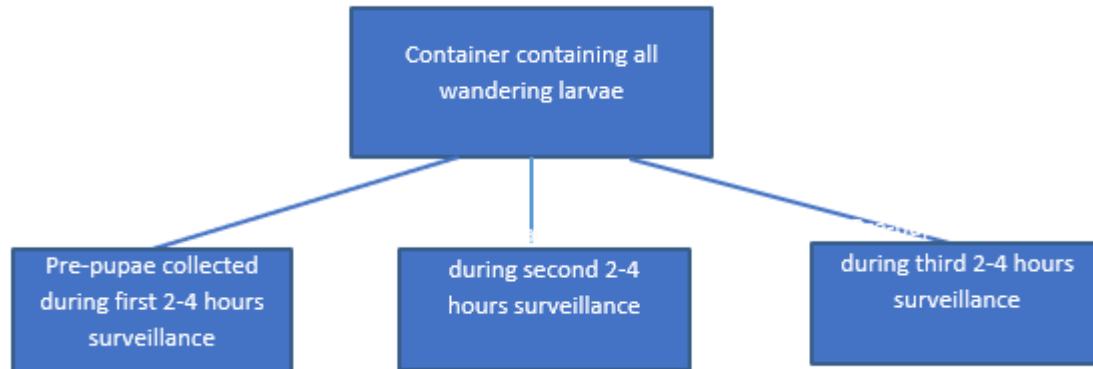 Container containing all
wandering larvae
Pre-pupae collected
during first 2-4 hours
surveillance
during second 2-4
hours surveillance
during third 2-4 hours
surveillance